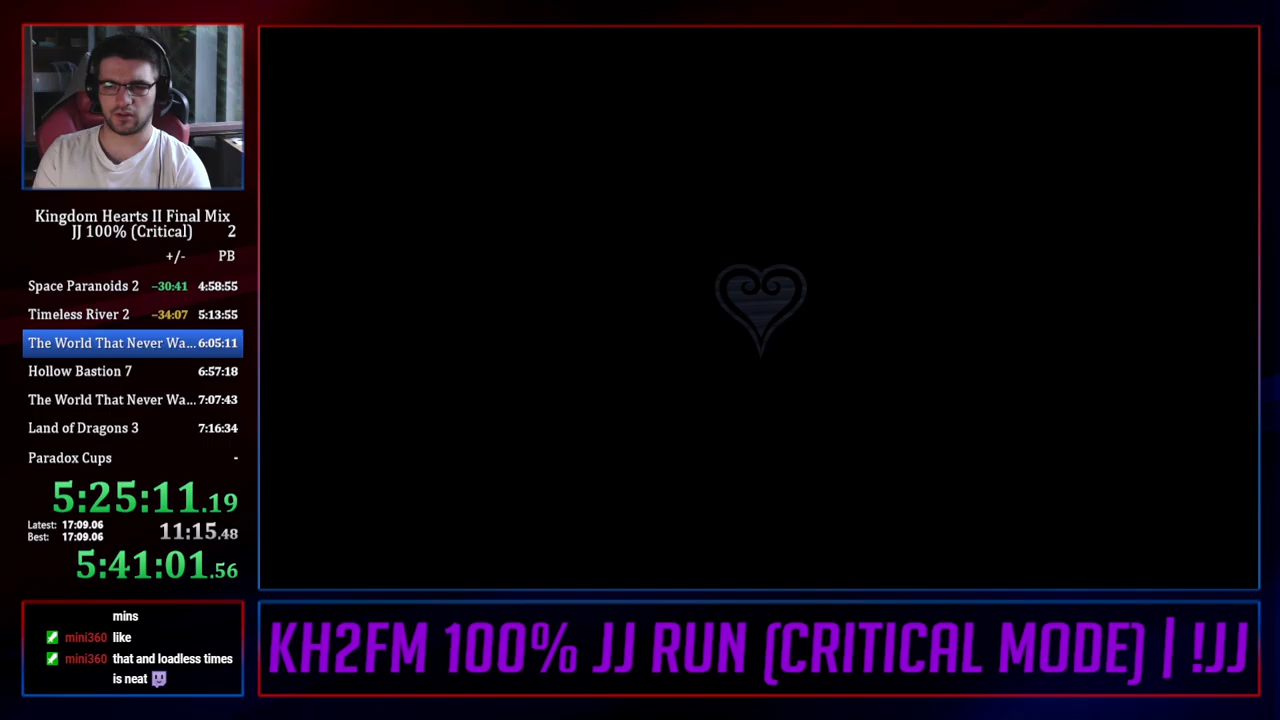 Kingdom Hearts II Final Mix
JJ 100% (Critical) 2
+/- PB
Space Paranoids 2 −30:41 4:58:55
Timeless River 2 −34:07 5:13:55
The World That Never Wa... 6:05:11
Hollow Bastion 7 6:57:18
The World That Never Wa... 7:07:43
Land of Dragons 3 7:16:34
Paradox Cups -
5:25:11.19
Latest: 17:09.06 11:15.48
Best: 17:09.06
5:41:01.56
mins
mini360 like
mini360 that and loadless times
is neat
KH2FM 100% JJ RUN (CRITICAL MODE) | !JJ